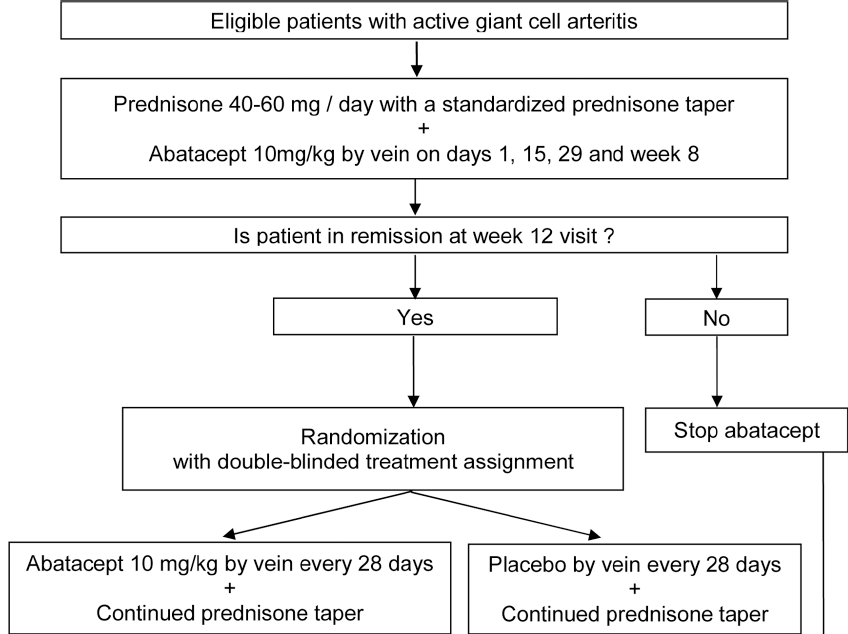 Eligible patients with active giant cell arteritis
Prednisone 40-60 mg / day with a standardized prednisone taper
+
Abatacept 10mg/kg by vein on days 1, 15, 29 and week 8
Is patient in remission at week 12 visit ?
Yes
No
Randomization
with double-blinded treatment assignment
Stop abatacept
Abatacept 10 mg/kg by vein every 28 days
+
Continued prednisone taper
Placebo by vein every 28 days
+
Continued prednisone taper